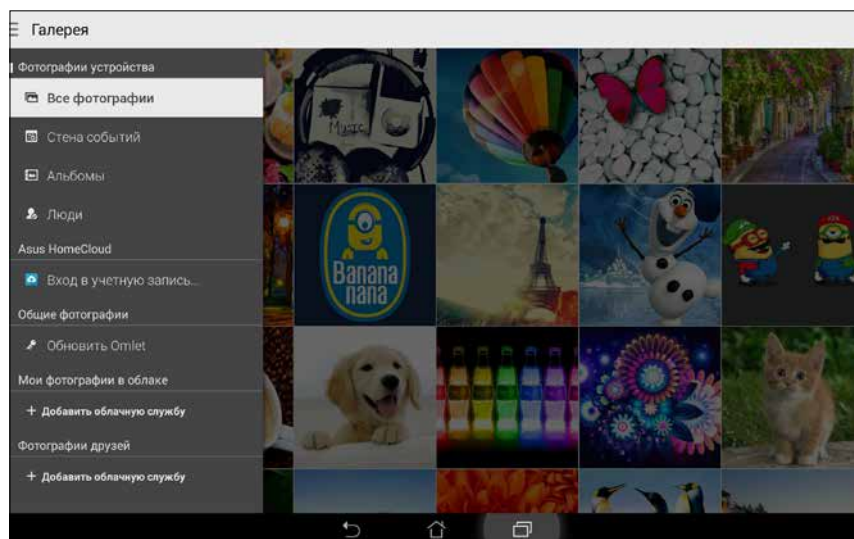 Галерея
Фотографии устройства
Все фотографии
Стена событий
Альбомы
Люди
Asus HomeCloud
Вход в учетную запись...
Общие фотографии
Обновить Omlet
Мои фотографии в облаке
+ Добавить облачную службу
Фотографии друзей
+ Добавить облачную службу
Music
Banana
nana